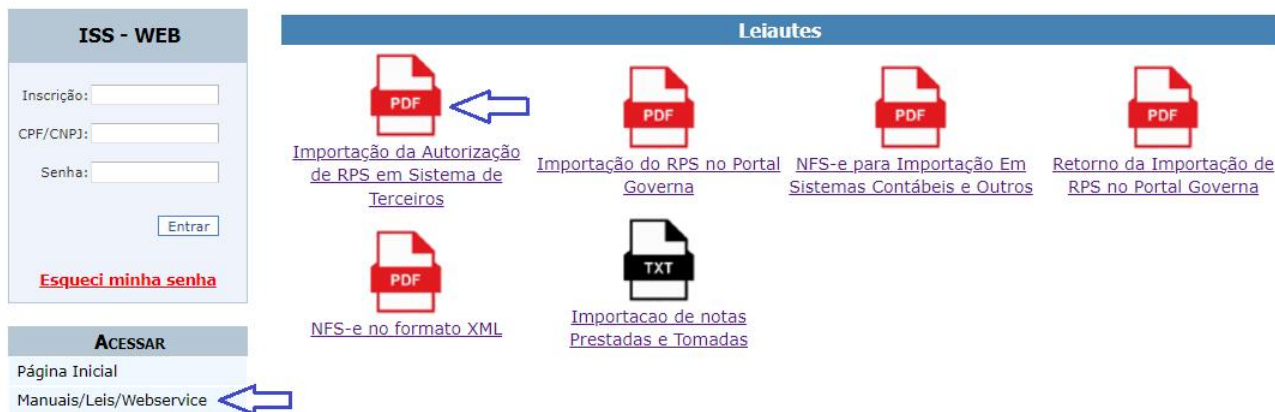 ISS - WEB
Inscrição:
CPF/CNPJ:
Senha:
Entrar
Esqueci minha senha
ACESSAR
Página Inicial
Manuais/Leis/Webservice
Leiautes
PDF
Importação da Autorização
de RPS em Sistema de
Terceiros
PDF
Importação do RPS no Portal
Governa
PDF
NFS-e para Importação Em
Sistemas Contábeis e Outros
PDF
Retorno da Importação de
RPS no Portal Governa
PDF
NFS-e no formato XML
TXT
Importacao de notas
Prestadas e Tomadas